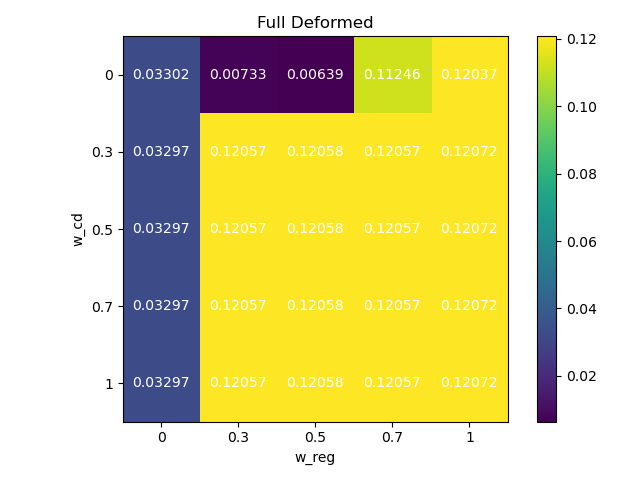 Full Deformed
0 0.03302 0.00733 0.00639 0.11246 0.12037
0.3 0.03297 0.12057 0.12058 0.12057 0.12072
0.5 0.03297 0.12057 0.12058 0.12057 0.12072
0.7 0.03297 0.12057 0.12058 0.12057 0.12072
1 0.03297 0.12057 0.12058 0.12057 0.12072
0 0.3 0.5 0.7 1
w_reg
w_cd
0.12
0.10
0.08
0.06
0.04
0.02